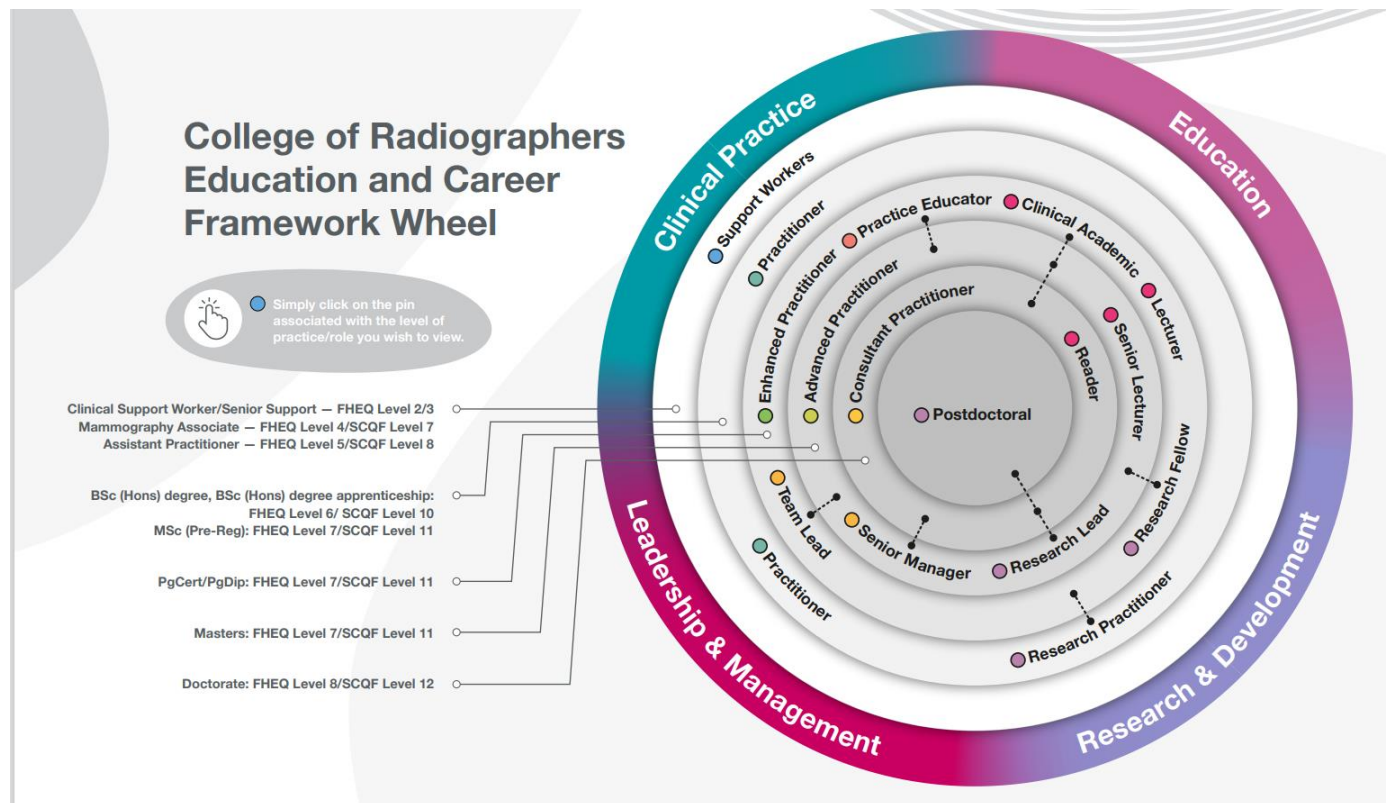 College of Radiographers
Education and Career
Framework Wheel
Simply click on the pin
associated with the level of
practice/role you wish to view.
Clinical Support Worker/Senior Support — FHEQ Level 2/3
Mammography Associate — FHEQ Level 4/SCQF Level 7
Assistant Practitioner — FHEQ Level 5/SCQF Level 8
BSc (Hons) degree, BSc (Hons) degree apprenticeship:
FHEQ Level 6/ SCQF Level 10
MSc (Pre-Reg): FHEQ Level 7/SCQF Level 11
PgCert/PgDip: FHEQ Level 7/SCQF Level 11
Masters: FHEQ Level 7/SCQF Level 11
Doctorate: FHEQ Level 8/SCQF Level 12
Clinical Practice
Education
Research & Development
Leadership & Management
Support Workers
Practitioner
Enhanced Practitioner
Practice Educator
Advanced Practitioner
Consultant Practitioner
Clinical Academic
Lecturer
Senior Lecturer
Reader
Postdoctoral
Research Fellow
Research Lead
Research Practitioner
Team Lead
Senior Manager
Practitioner